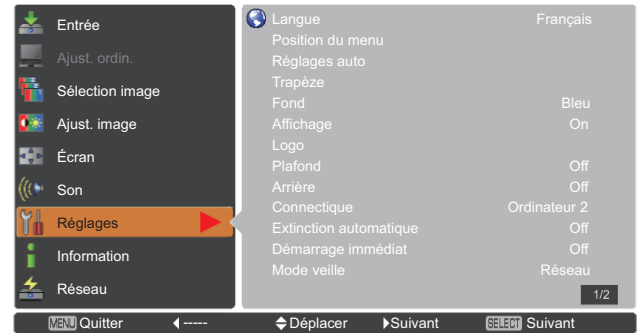 Entrée
Ajust. ordin.
Sélection image
Ajust. image
Écran
Son
Réglages
Information
Réseau
Langue Français
Position du menu
Réglages auto
Trapèze
Fond Bleu
Affichage On
Logo
Plafond Off
Arrière Off
Connectique Ordinateur 2
Extinction automatique Off
Démarrage immédiat Off
Mode veille Réseau
1/2
MENU Quitter ----- Déplacer Suivant SELECT Suivant